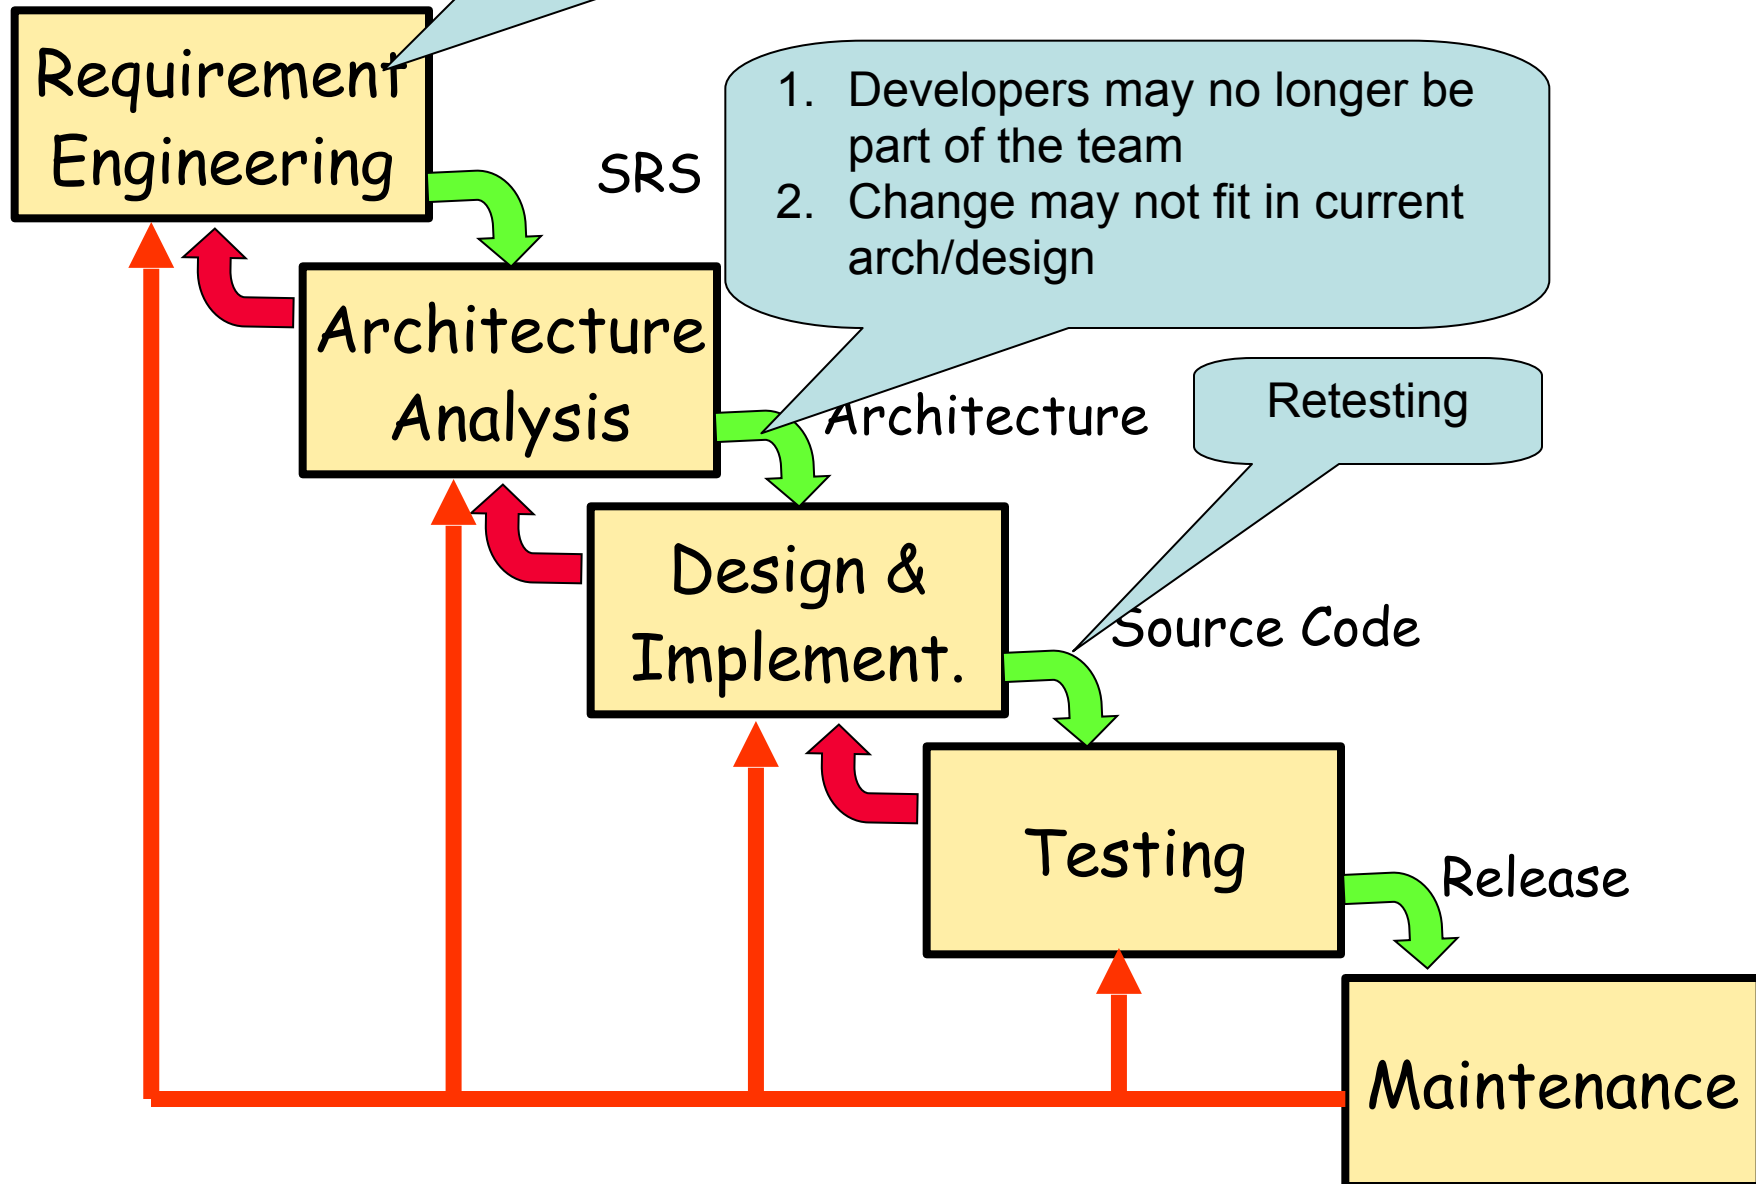 Requirement
Engineering
SRS
1. Developers may no longer be
part of the team
2. Change may not fit in current
arch/design
Architecture
Analysis
Architecture
Retesting
Design &
Implement.
Source Code
Testing
Release
Maintenance